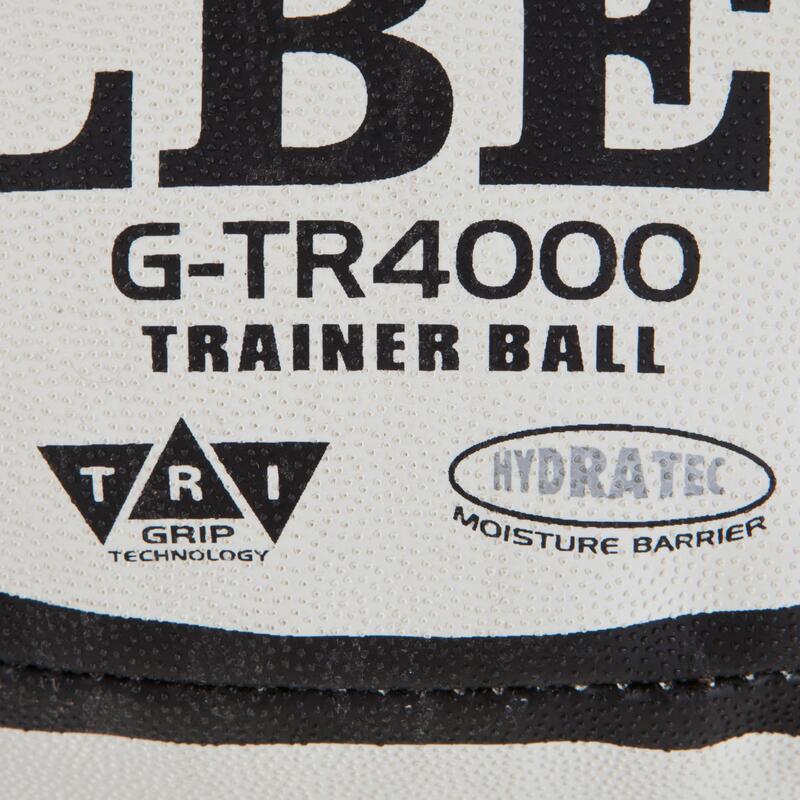 LBE
G-TR4000
TRAINER BALL
TRI
GRIP
TECHNOLOGY
HYDRATEC
MOISTURE BARRIER